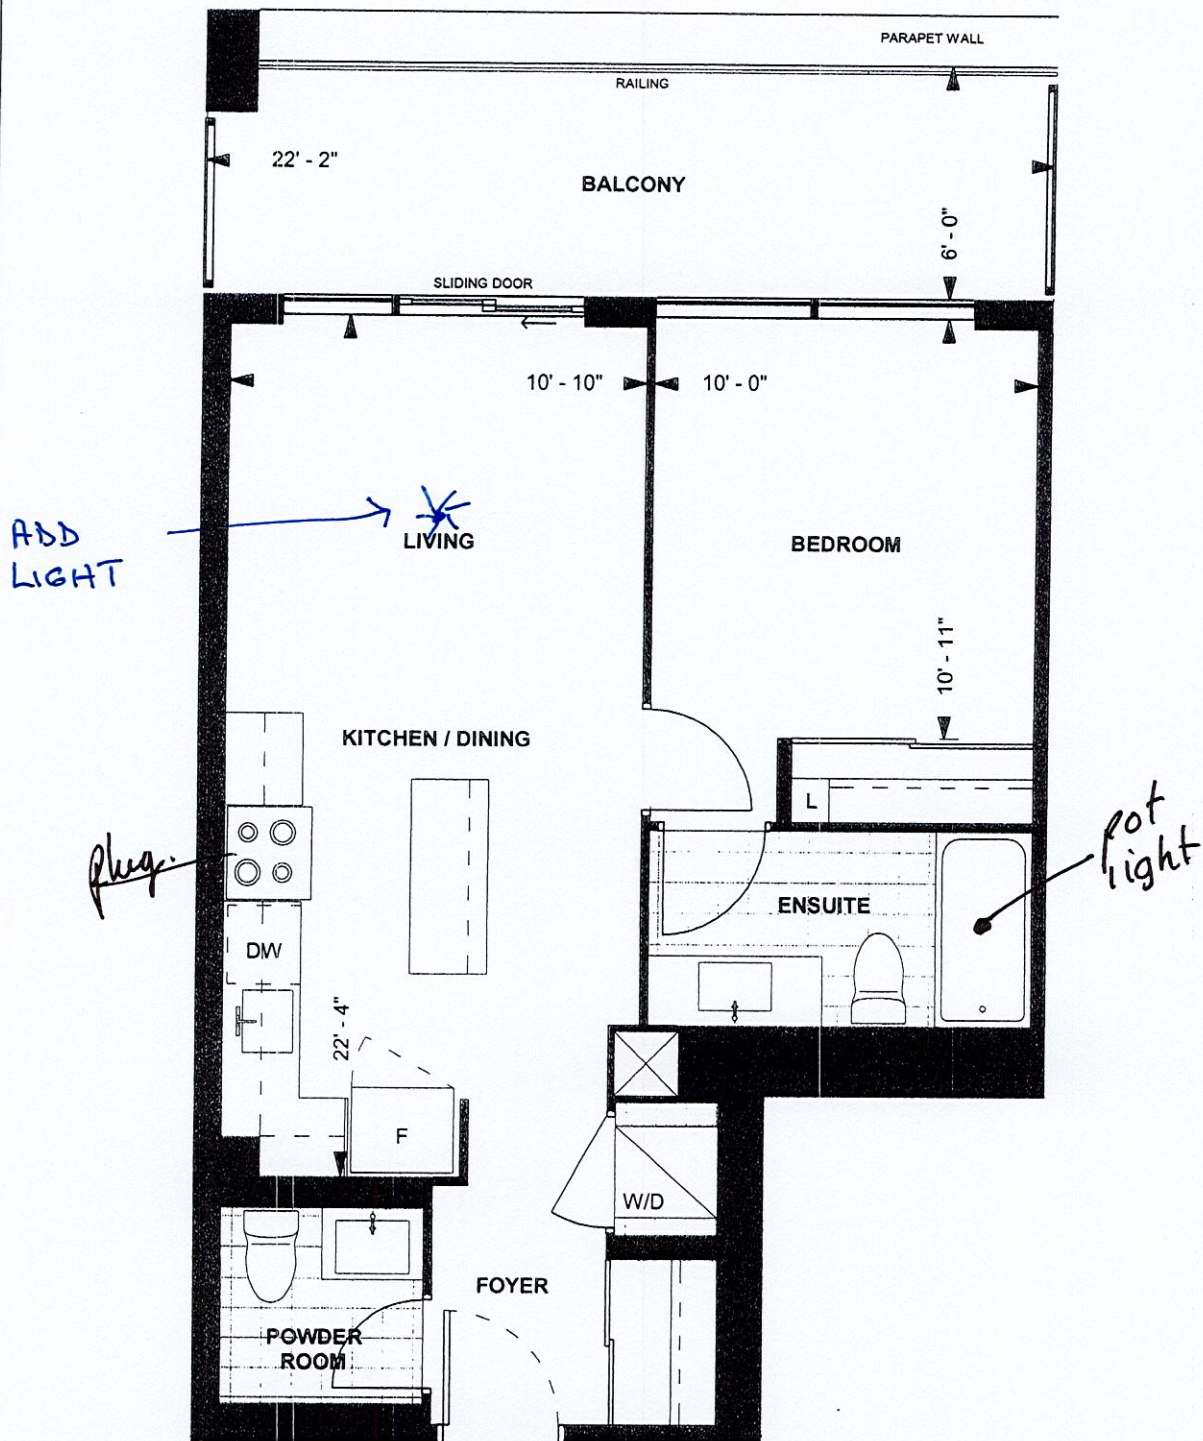 PARAPET WALL
RAILING
22' - 2"
BALCONY
6' - 0"
SLIDING DOOR
10' - 10"
10' - 0"
ADD
LIGHT
LIVING
BEDROOM
10' - 11"
KITCHEN / DINING
L
plug.
pot
light
ENSUITE
DW
22' - 4"
F
W/D
FOYER
POWDER
ROOM